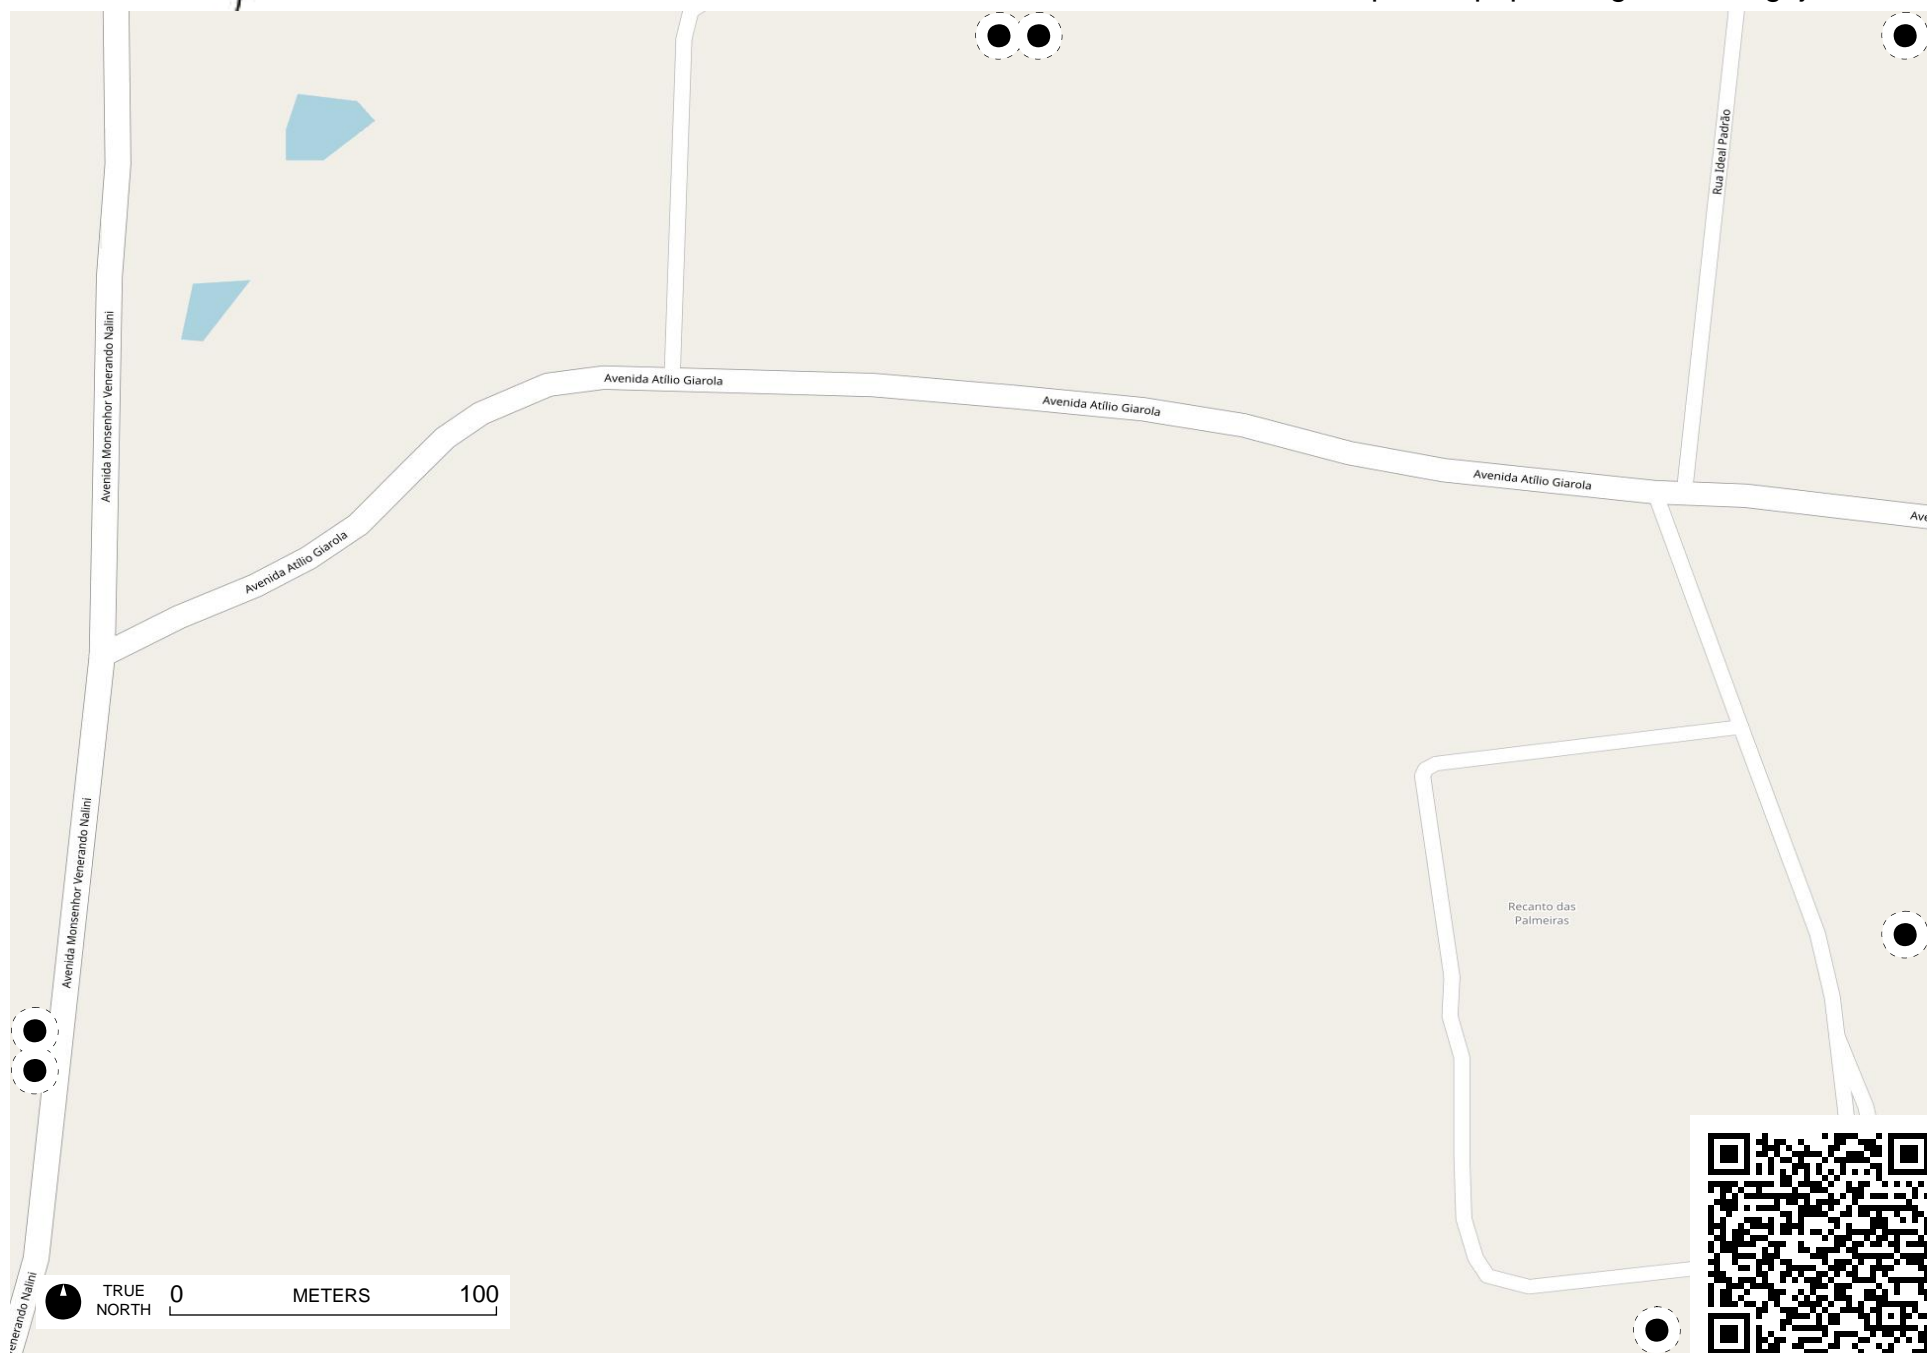 Rua Ideal Padrão
Avenida Monsenhor Venerando Nalini
Avenida Atílio Giarola
Avenida Atílio Giarola
Avenida Atílio Giarola
Avenida Atílio Giarola
Avenida Monsenhor Venerando Nalini
Recanto das
Palmeiras
Nalini
TRUE
NORTH
0 METERS 100